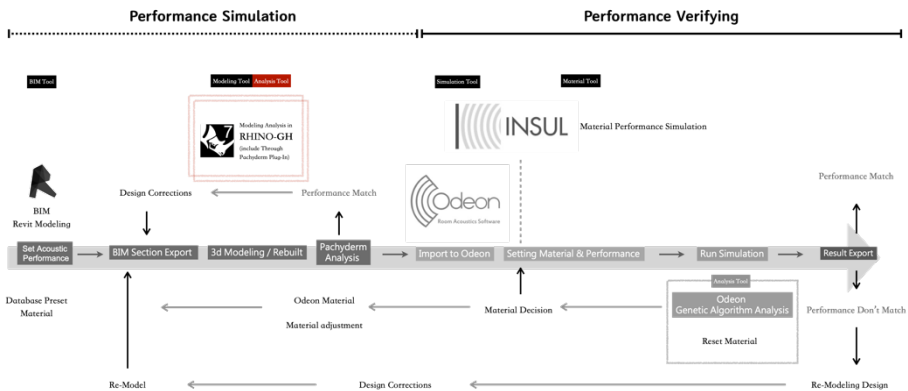 Performance Simulation
Performance Verifying
BIM Tool
Modeling Tool
Analysis Tool
Simulation Tool
Material Tool
7
Modeling Analysis in
RHINO-GH
(include Through
Pachyderm Plug-In)
INSUL
Material Performance Simulation
BIM
Revit Modeling
Design Corrections
Performance Match
Odeon
Room Acoustics Software
Performance Match
Set Acoustic
Performance
BIM Section Export
3d Modeling / Rebuilt
Pachyderm
Analysis
Import to Odeon
Setting Material & Performance
Run Simulation
Result Export
Database Preset
Material
Odeon Material
Material adjustment
Material Decision
Analysis Tool
Odeon
Genetic Algorithm Analysis
Reset Material
Performance Don't Match
Re-Model
Design Corrections
Re-Modeling Design